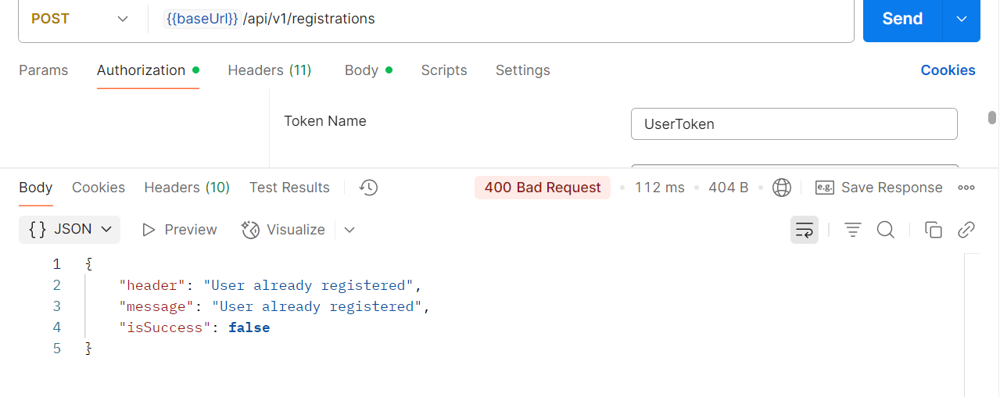 POST {{baseUrl}}/api/v1/registrations Send
Params Authorization Headers (11) Body Scripts Settings Cookies
Token Name UserToken
Body Cookies Headers (10) Test Results 400 Bad Request 112 ms 404 B e.g. Save Response
{} JSON Preview Visualize
1 {
2 "header": "User already registered",
3 "message": "User already registered",
4 "isSuccess": false
5 }